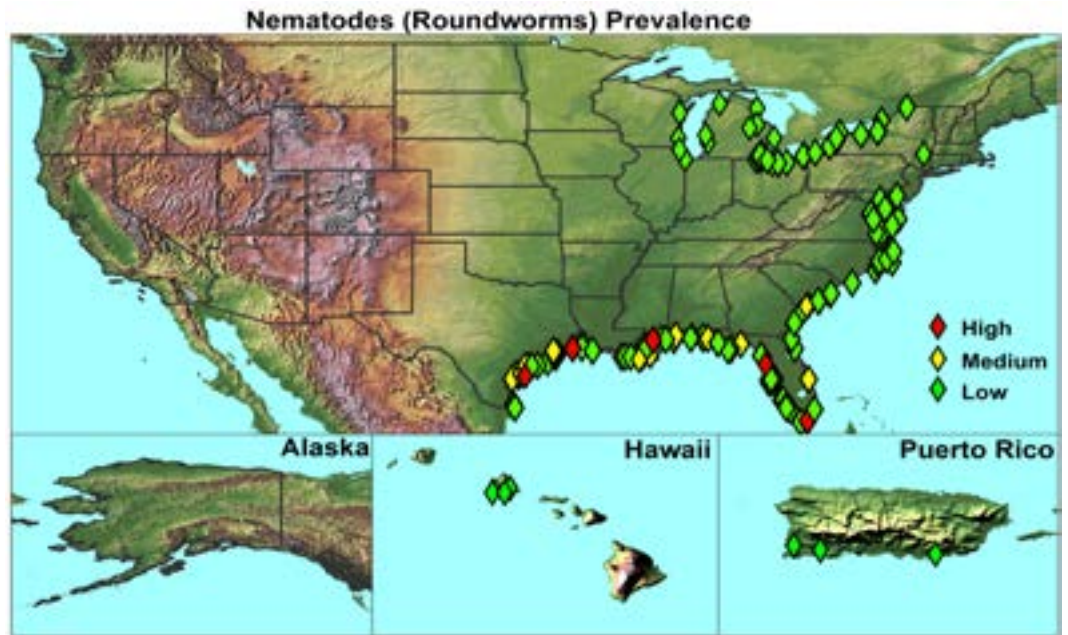 Nematodes (Roundworms) Prevalence
High
Medium
Low
Alaska
Hawaii
Puerto Rico